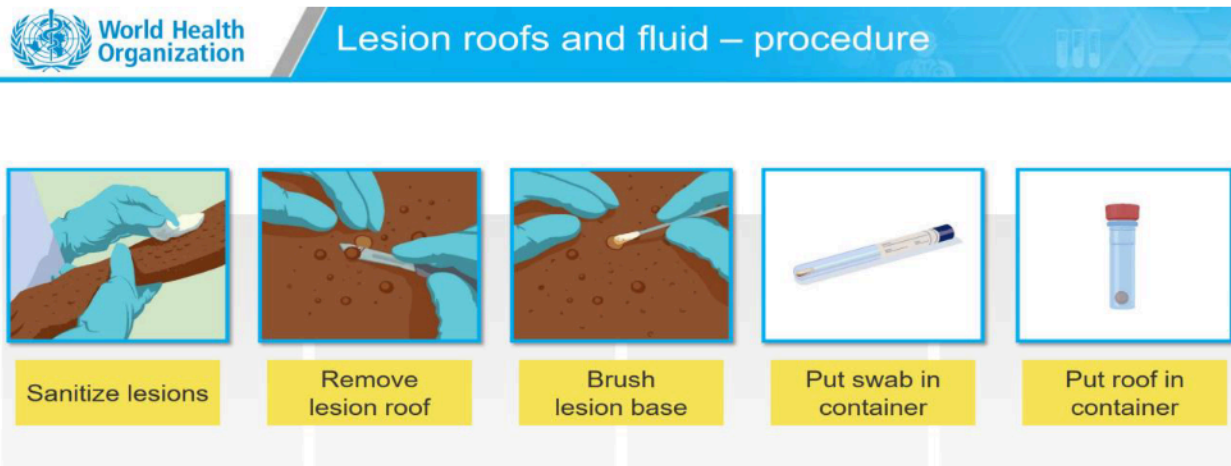 World Health
Organization
Lesion roofs and fluid – procedure
Sanitize lesions
Remove
lesion roof
Brush
lesion base
Put swab in
container
Put roof in
container